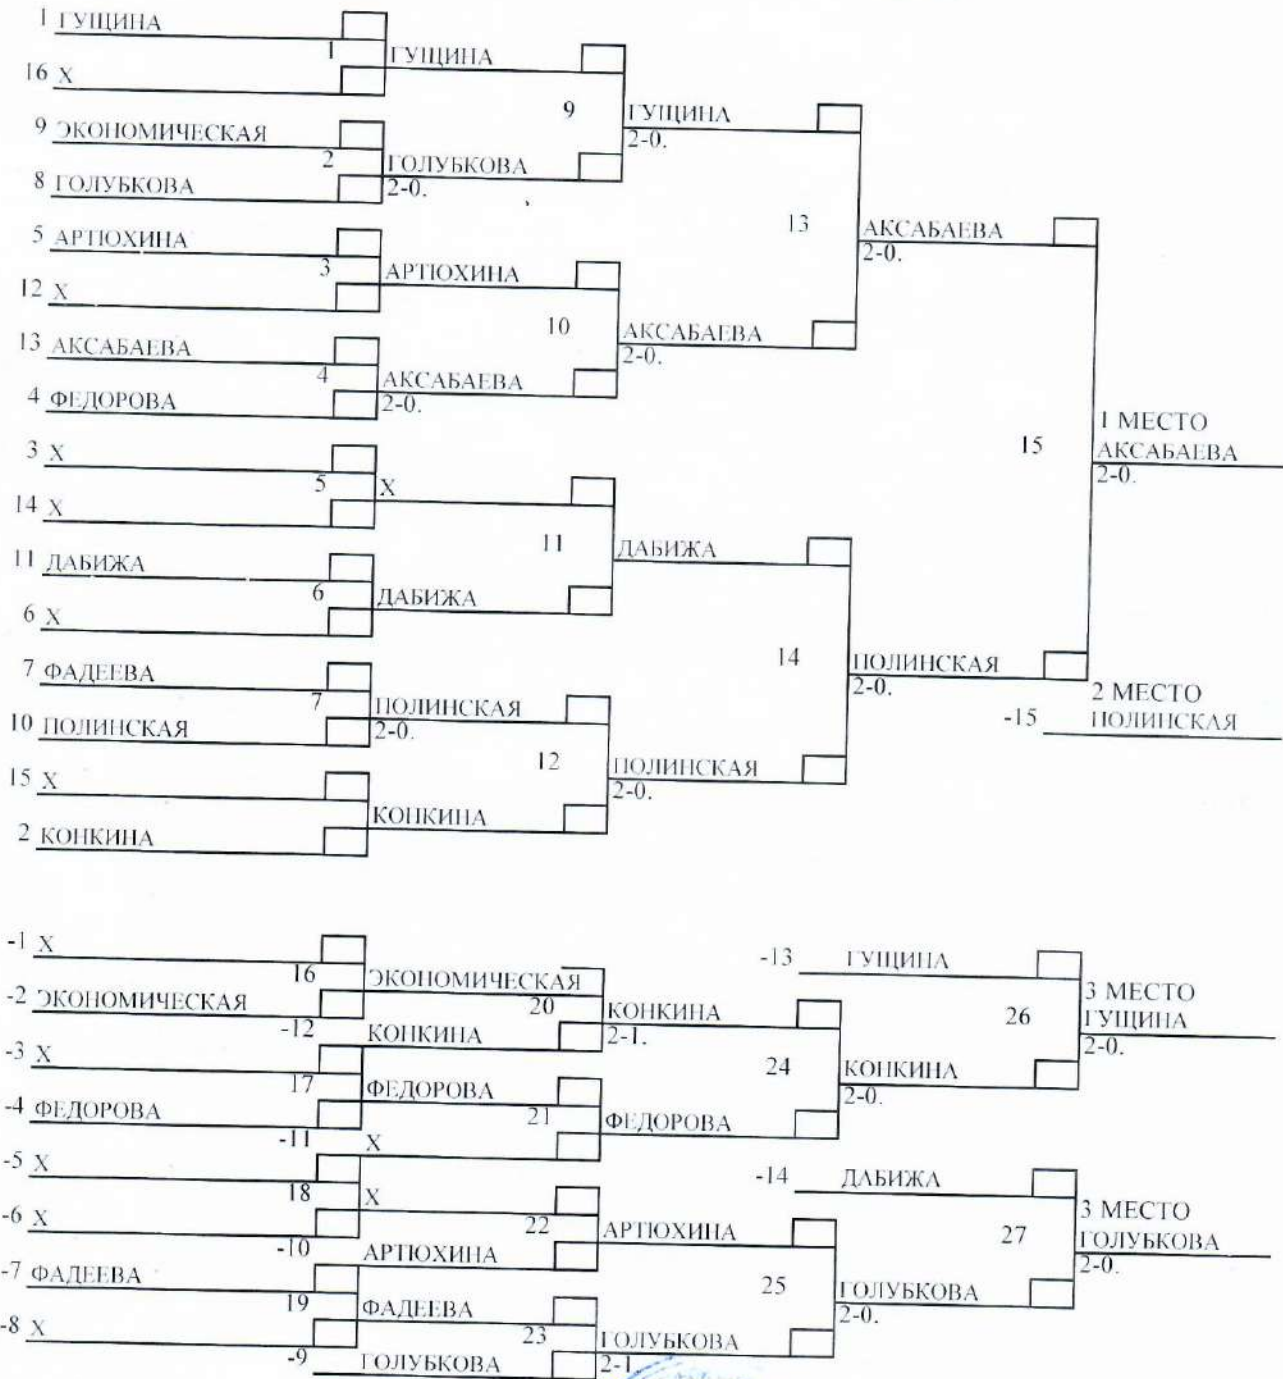 1 ГУЩИНА
1 ГУЩИНА
16 X
9 ГУЩИНА
2-0.
9 ЭКОНОМИЧЕСКАЯ
2 ГОЛУБКОВА
2-0.
8 ГОЛУБКОВА
13 АКСАБАЕВА
2-0.
5 АРТЮХИНА
3 АРТЮХИНА
12 X
10 АКСАБАЕВА
2-0.
13 АКСАБАЕВА
4 АКСАБАЕВА
2-0.
4 ФЕДОРОВА
15 1 МЕСТО
АКСАБАЕВА
2-0.
3 X
5 X
14 X
11 ДАБИЖА
11 ДАБИЖА
6 ДАБИЖА
6 X
14 ПОЛИНСКАЯ
2-0.
7 ФАДЕЕВА
7 ПОЛИНСКАЯ
2-0.
10 ПОЛИНСКАЯ
2 МЕСТО
-15 ПОЛИНСКАЯ
12 ПОЛИНСКАЯ
2-0.
15 X
КОНКИНА
2 КОНКИНА
-1 X
16 ЭКОНОМИЧЕСКАЯ
-2 ЭКОНОМИЧЕСКАЯ
20 КОНКИНА
2-1.
-12 КОНКИНА
-3 X
17 ФЕДОРОВА
-4 ФЕДОРОВА
21 ФЕДОРОВА
-11 X
24 КОНКИНА
2-0.
-13 ГУЩИНА
26 3 МЕСТО
ГУЩИНА
2-0.
-5 X
18 X
-6 X
22 АРТЮХИНА
-10 АРТЮХИНА
-7 ФАДЕЕВА
19 ФАДЕЕВА
-8 X
23 ГОЛУБКОВА
2-1
-9 ГОЛУБКОВА
25 ГОЛУБКОВА
2-0.
-14 ДАБИЖА
27 3 МЕСТО
ГОЛУБКОВА
2-0.